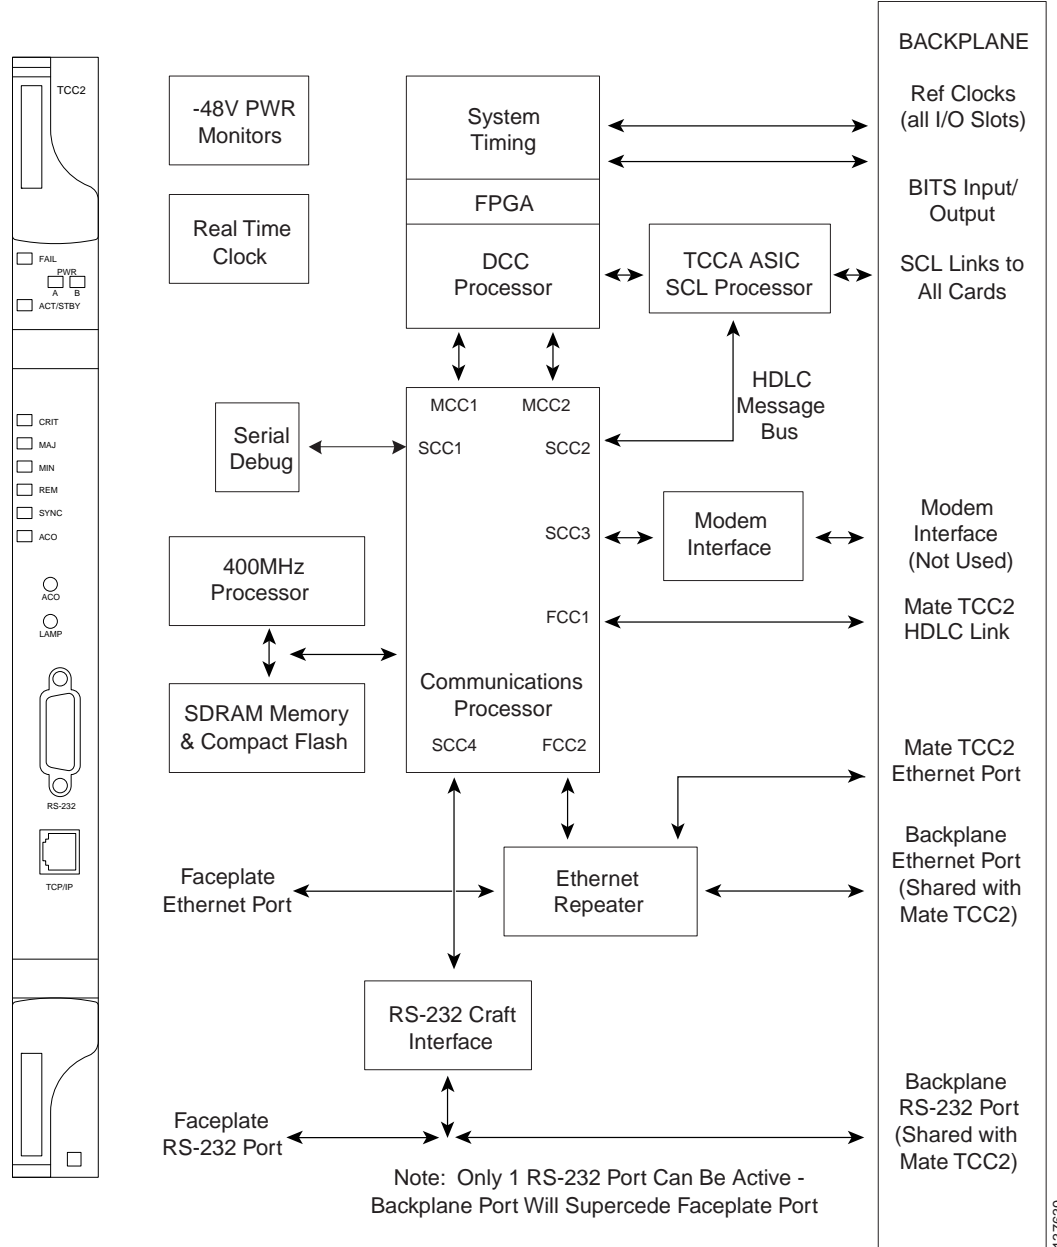 TCC2
FAIL
PWR
A B
ACT/STBY
CRIT
MAJ
MIN
REM
SYNC
ACO
ACO
LAMP
RS-232
TCP/IP
-48V PWR
Monitors
Real Time
Clock
System
Timing
FPGA
DCC
Processor
TCCA ASIC
SCL Processor
HDLC
Message
Bus
MCC1 MCC2
SCC1 SCC2
Serial
Debug
SCC3
Modem
Interface
400MHz
Processor
FCC1
SDRAM Memory
& Compact Flash
Communications
Processor
SCC4 FCC2
Faceplate
Ethernet Port
Ethernet
Repeater
RS-232 Craft
Interface
Faceplate
RS-232 Port
Note: Only 1 RS-232 Port Can Be Active -
Backplane Port Will Supercede Faceplate Port
BACKPLANE
Ref Clocks
(all I/O Slots)
BITS Input/
Output
SCL Links to
All Cards
Modem
Interface
(Not Used)
Mate TCC2
HDLC Link
Mate TCC2
Ethernet Port
Backplane
Ethernet Port
(Shared with
Mate TCC2)
Backplane
RS-232 Port
(Shared with
Mate TCC2)